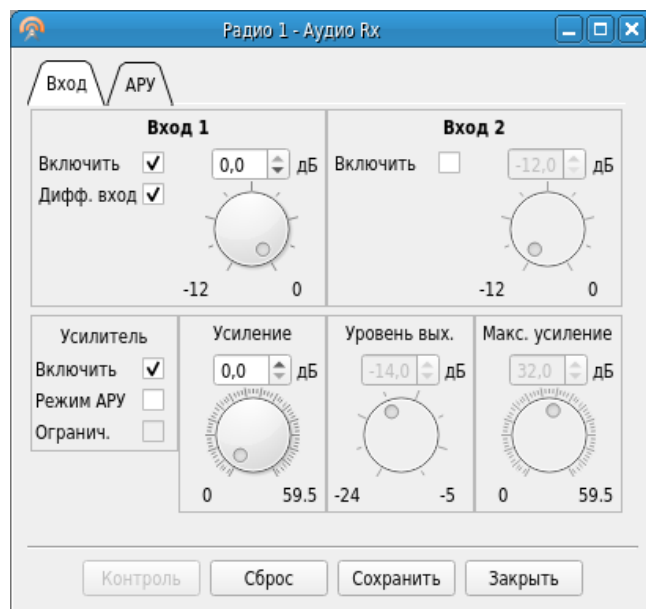 Радио 1 - Аудио Rx
Вход АРУ
Вход 1
Включить 0,0 дБ
Дифф. вход
-12 0
Вход 2
Включить -12,0 дБ
-12 0
Усилитель
Включить
Режим АРУ
Огранич.
Усиление
0,0 дБ
0 59.5
Уровень вых.
-14,0 дБ
-24 -5
Макс. усиление
32,0 дБ
0 59.5
Контроль Сброс Сохранить Закрыть